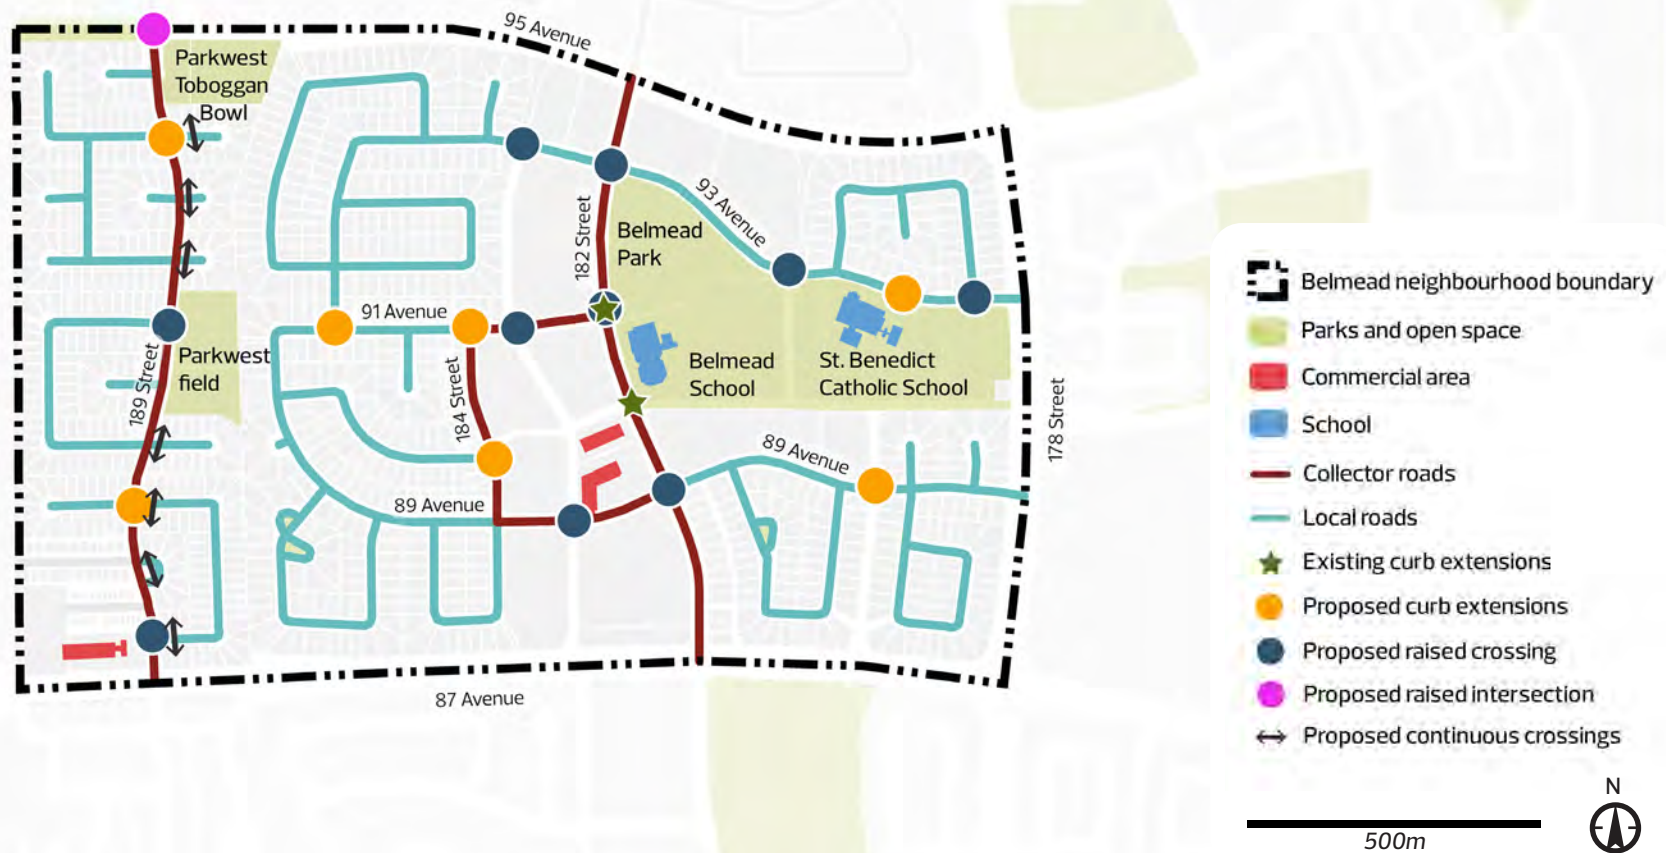 95 Avenue
Parkwest
Toboggan
Bowl
93 Avenue
182 Street
Belmead
Park
91 Avenue
Parkwest
field
189 Street
184 Street
Belmead
School
St. Benedict
Catholic School
178 Street
89 Avenue
89 Avenue
87 Avenue
Belmead neighbourhood boundary
Parks and open space
Commercial area
School
Collector roads
Local roads
Existing curb extensions
Proposed curb extensions
Proposed raised crossing
Proposed raised intersection
Proposed continuous crossings
N
500m